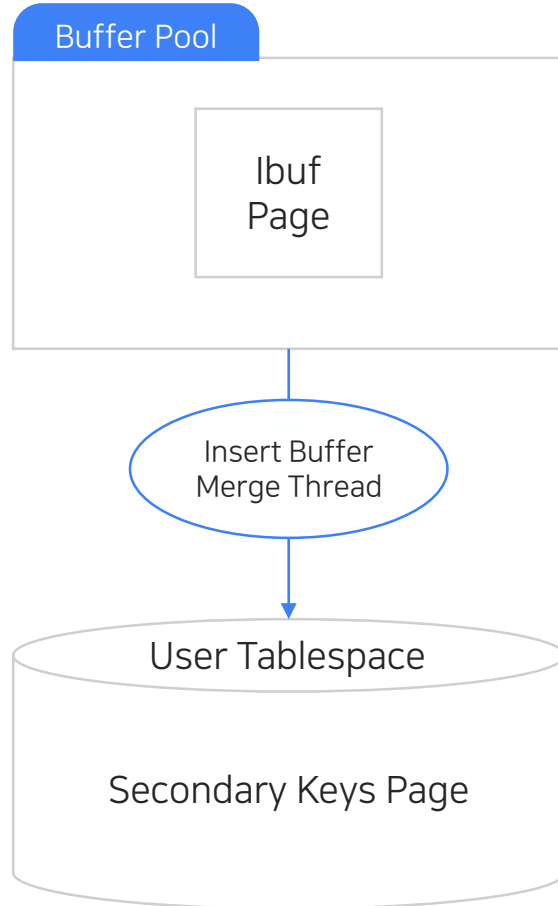 Buffer Pool
Ibuf
Page
Insert Buffer
Merge Thread
User Tablespace
Secondary Keys Page